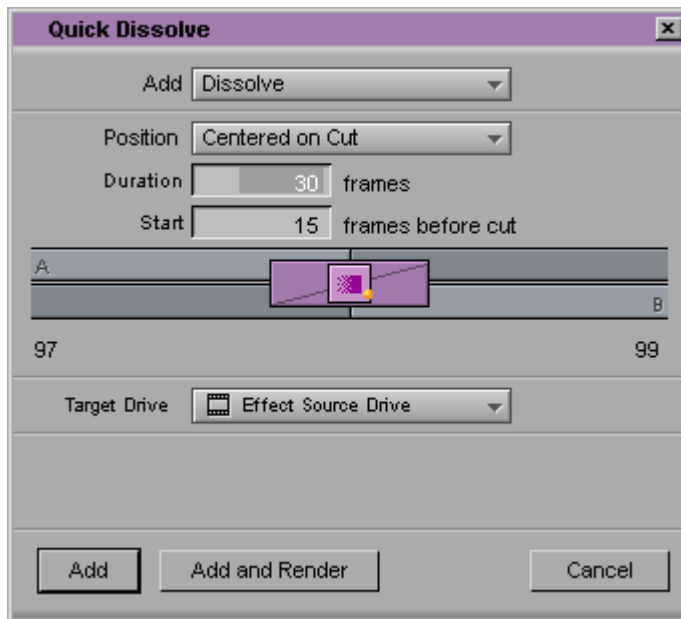 Quick Dissolve
Add Dissolve
Position Centered on Cut
Duration 30 frames
Start 15 frames before cut
A
B
97 99
Target Drive Effect Source Drive
Add Add and Render Cancel